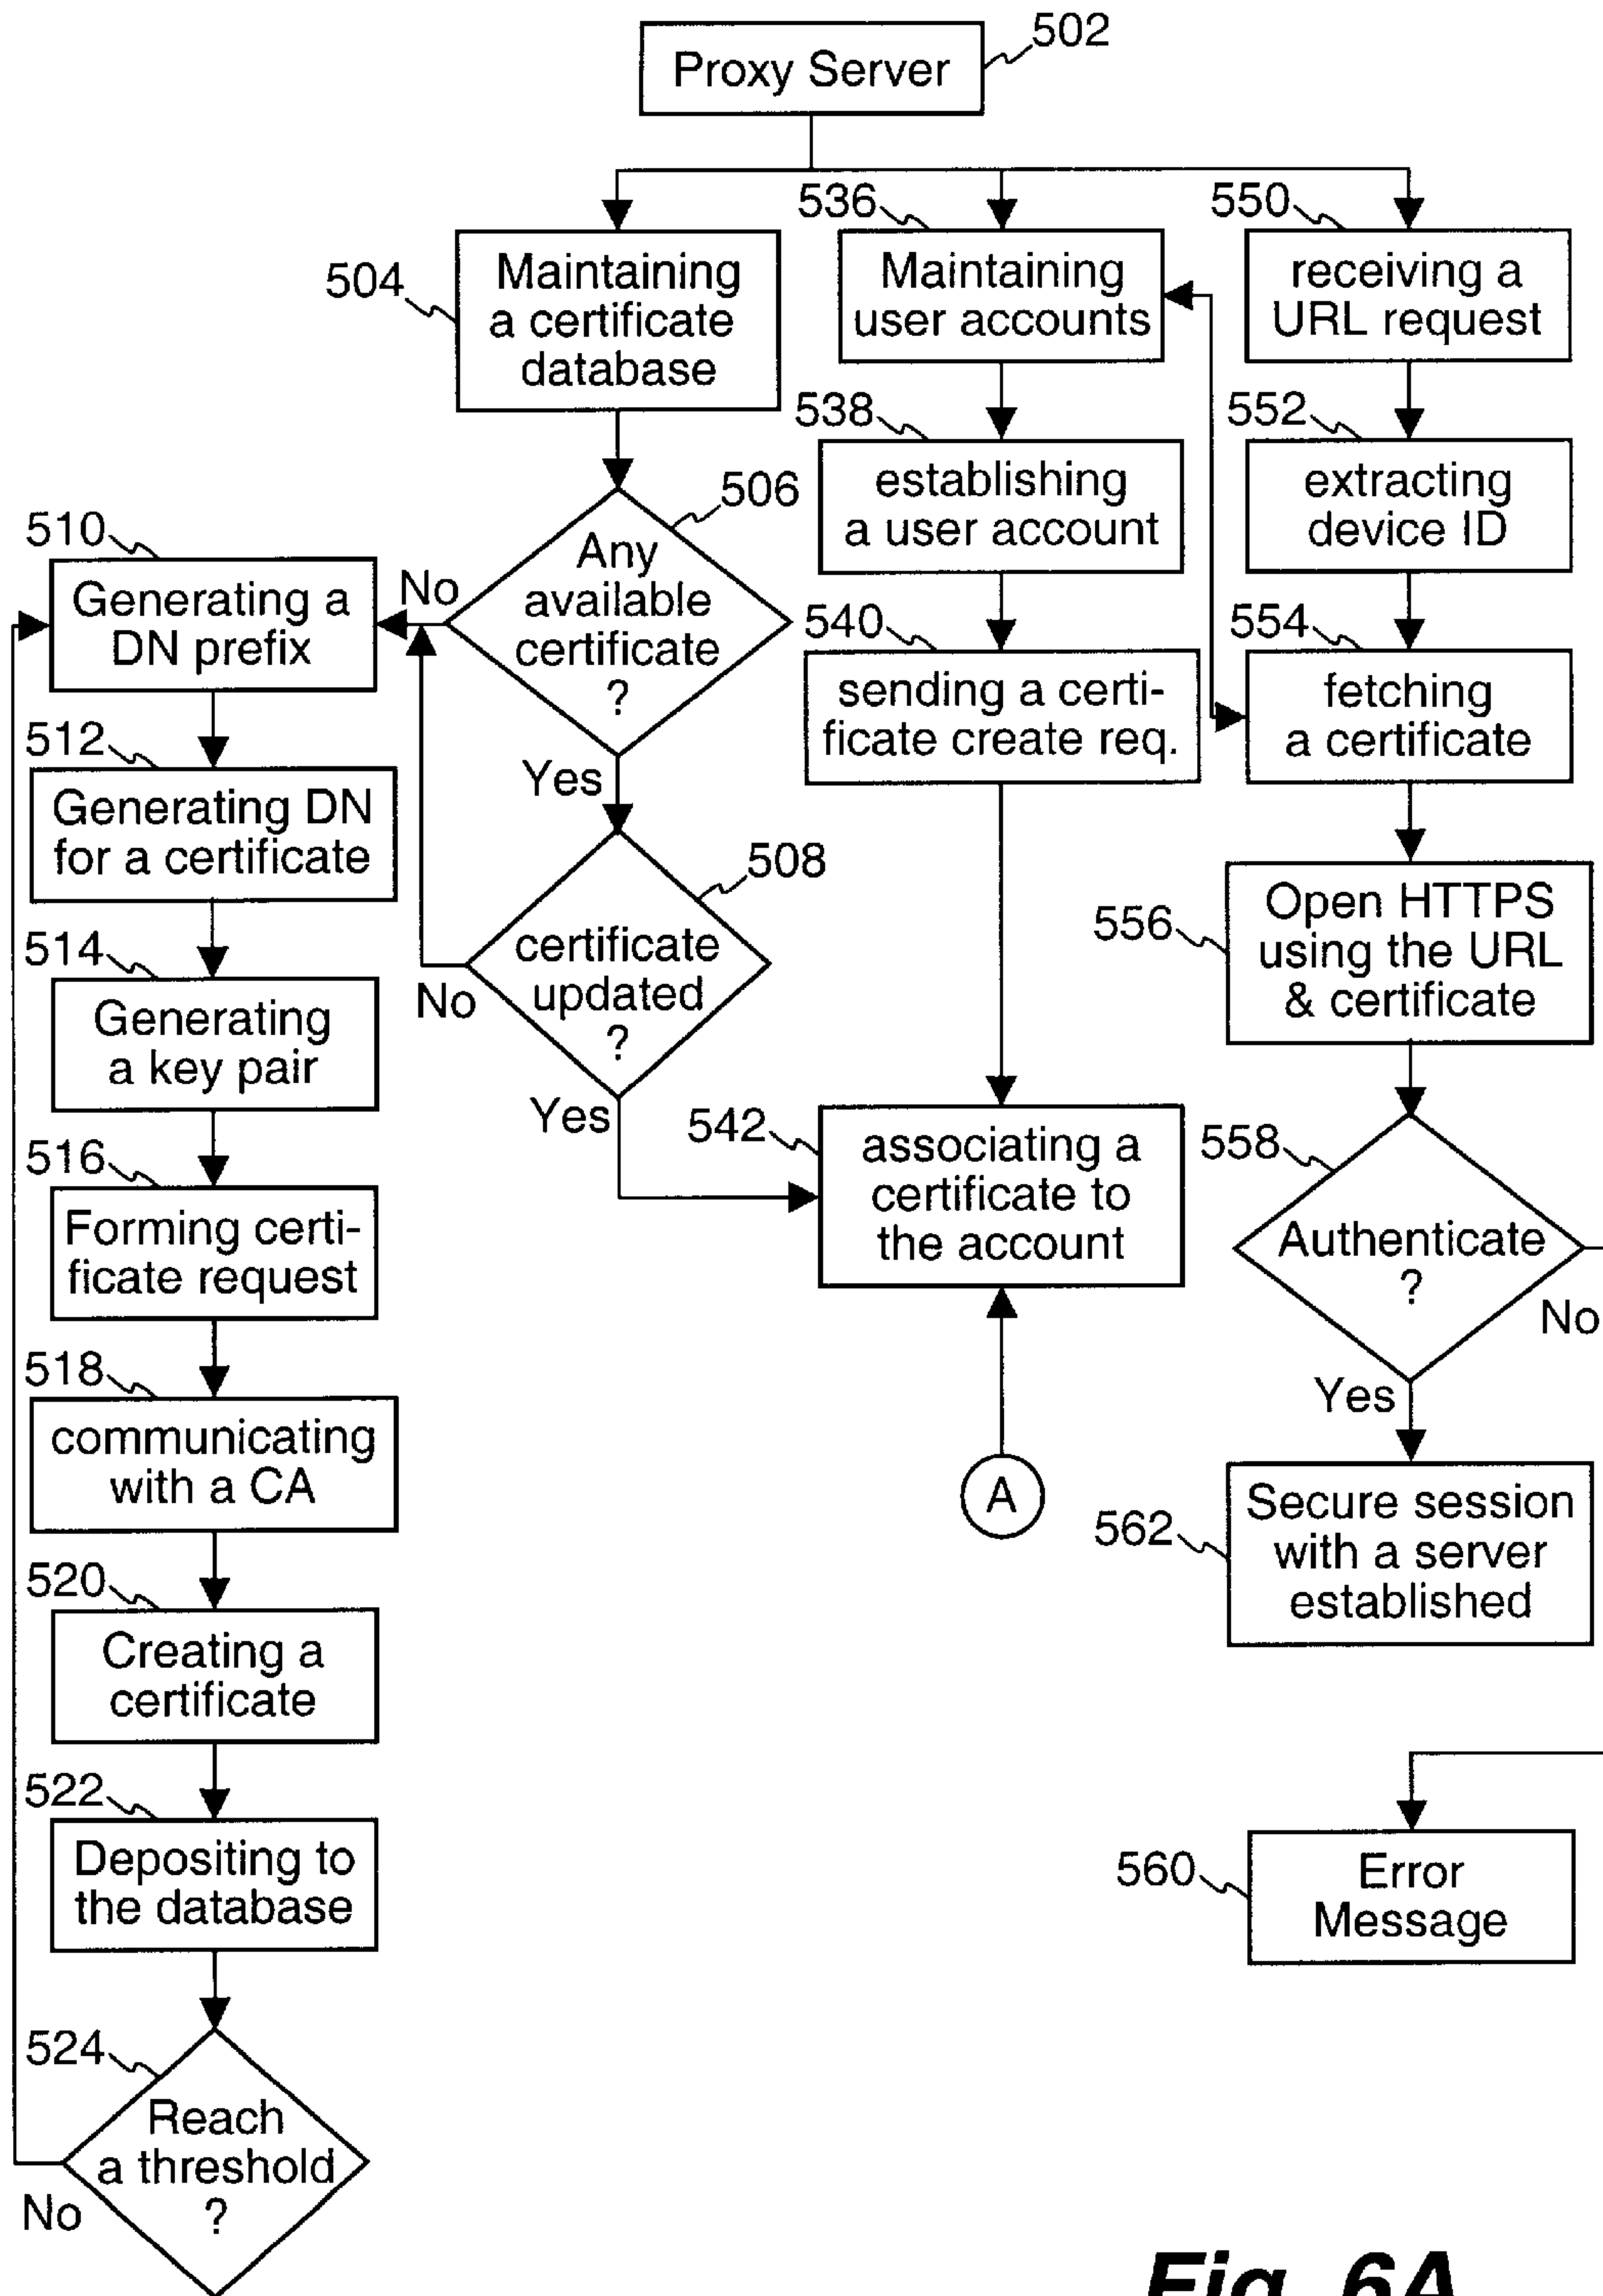 502
Proxy Server
504
Maintaining
a certificate
database
506
Any
available
certificate
?
No
Yes
508
certificate
updated
?
No
Yes
510
Generating a
DN prefix
512
Generating DN
for a certificate
514
Generating
a key pair
516
Forming certi-
ficate request
518
communicating
with a CA
520
Creating a
certificate
522
Depositing to
the database
524
Reach
a threshold
?
No
536
Maintaining
user accounts
538
establishing
a user account
540
sending a certi-
ficate create req.
542
associating a
certificate to
the account
A
550
receiving a
URL request
552
extracting
device ID
554
fetching
a certificate
556
Open HTTPS
using the URL
& certificate
558
Authenticate
?
No
Yes
562
Secure session
with a server
established
560
Error
Message
Fig. 6A